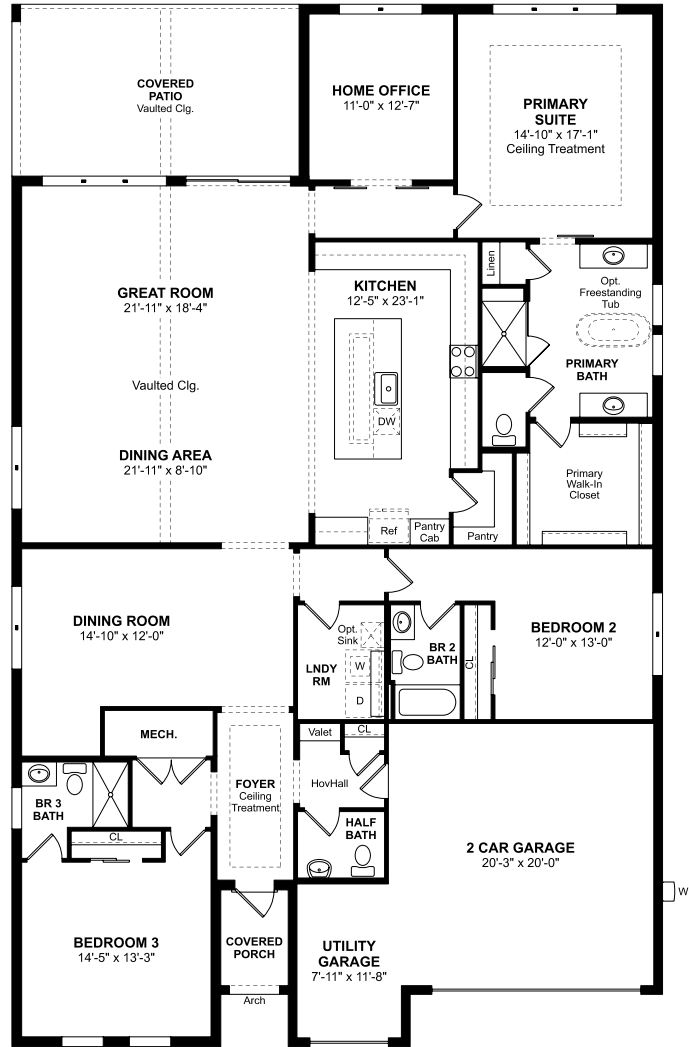 COVERED
PATIO
Vaulted Clg.
HOME OFFICE
11'-0" x 12'-7"
PRIMARY
SUITE
14'-10" x 17'-1"
Ceiling Treatment
GREAT ROOM
21'-11" x 18'-4"
Vaulted Clg.
DINING AREA
21'-11" x 8'-10"
KITCHEN
12'-5" x 23'-1"
DW
Ref
Pantry
Cab
Pantry
Linen
Opt.
Freestanding
Tub
PRIMARY
BATH
Primary
Walk-In
Closet
DINING ROOM
14'-10" x 12'-0"
Opt.
Sink
LNDY
RM
W
D
BR 2
BATH
CL
BEDROOM 2
12'-0" x 13'-0"
MECH.
Valet
CL
HovHall
FOYER
Ceiling
Treatment
BR 3
BATH
CL
HALF
BATH
2 CAR GARAGE
20'-3" x 20'-0"
W
BEDROOM 3
14'-5" x 13'-3"
COVERED
PORCH
Arch
UTILITY
GARAGE
7'-11" x 11'-8"